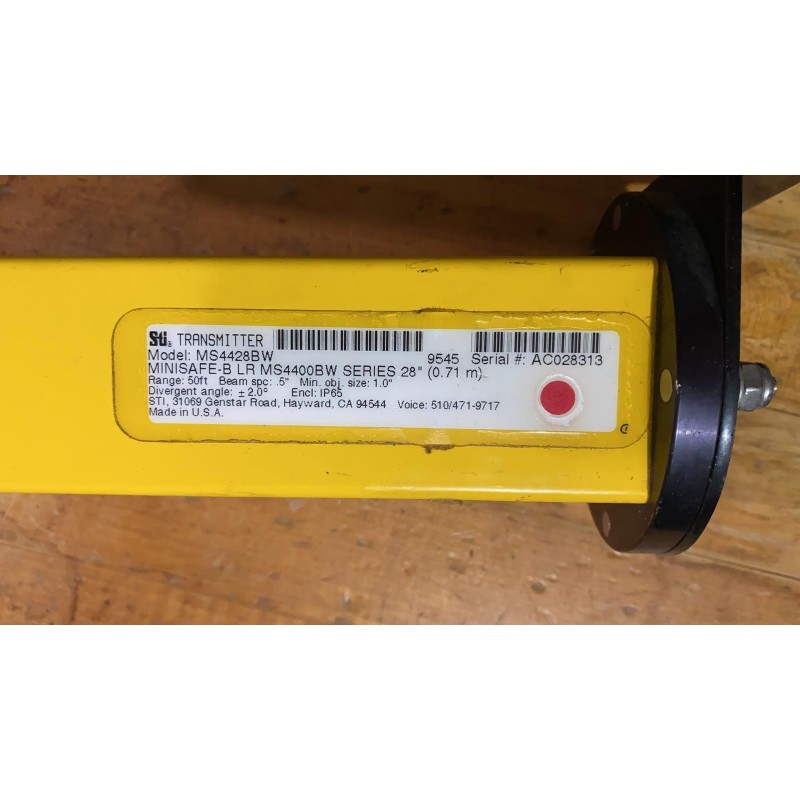 Sti® TRANSMITTER
Model: MS4428BW 9545 Serial #: AC028313
MINISAFE-B LR MS4400BW SERIES 28" (0.71 m)
Range: 50ft Beam spc: .5" Min. obj. size: 1.0"
Divergent angle: ± 2.0° Encl: IP65
STI, 31069 Genstar Road, Hayward, CA 94544 Voice: 510/471-9717
Made in U.S.A.